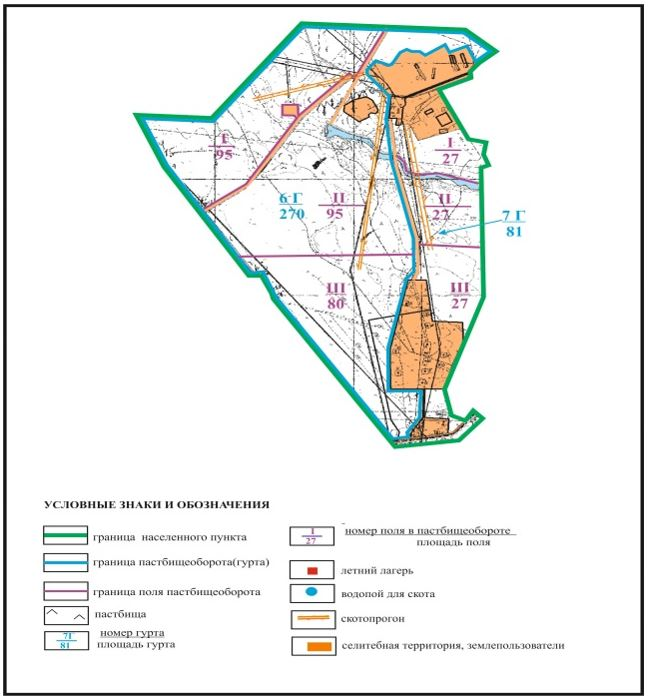 I
95
6 Г
270
II
95
I
27
II
27
7 Г
81
III
80
III
27
УСЛОВНЫЕ ЗНАКИ И ОБОЗНАЧЕНИЯ
граница населенного пункта
граница пастбищеоборота(гурта)
граница поля пастбищеоборота
пастбища
7Г
81
номер гурта
площадь гурта
I
27
номер поля в пастбищеобороте
площадь поля
летний лагерь
водопой для скота
скотопрогон
селитебная территория, землепользователи